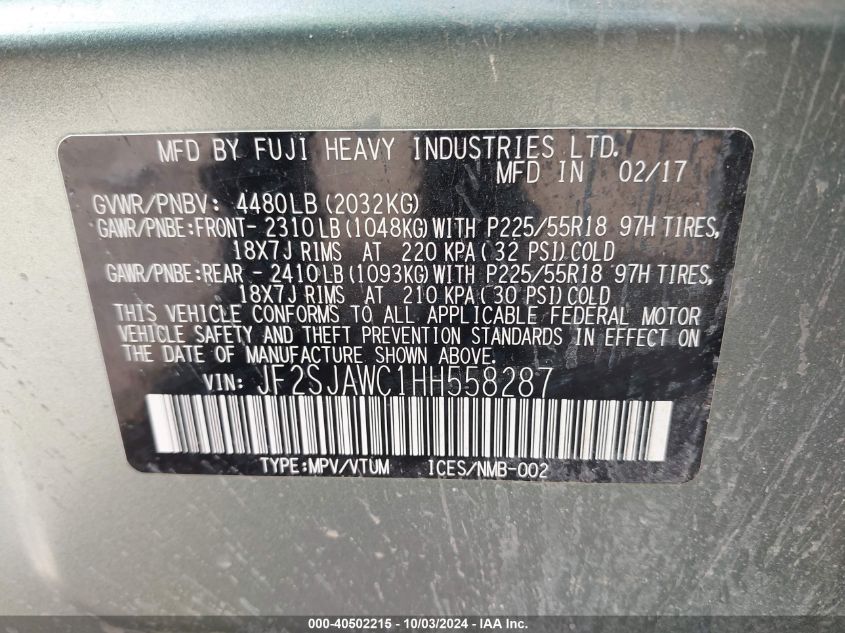 MFD BY FUJI HEAVY INDUSTRIES LTD.
MFD IN 02/17
GVWR/PNBV: 4480LB(2032KG)
GAWR/PNBE:FRONT- 2310LB(1048KG)WITH P225/55R18 97H TIRES,
18X7J RIMS AT 220 KPA(32 PSI)COLD
GAWR/PNBE:REAR - 2410LB(1093KG)WITH P225/55R18 97H TIRES,
18X7J RIMS AT 210 KPA(30 PSI)COLD
THIS VEHICLE CONFORMS TO ALL APPLICABLE FEDERAL MOTOR
VEHICLE SAFETY AND THEFT PREVENTION STANDARDS IN EFFECT ON
THE DATE OF MANUFACTURE SHOWN ABOVE.
VIN: JF2SJAWC1HH558287
TYPE:MPV/VTUM ICES/NMB-002
000-40502215 - 10/03/2024 - IAA Inc.